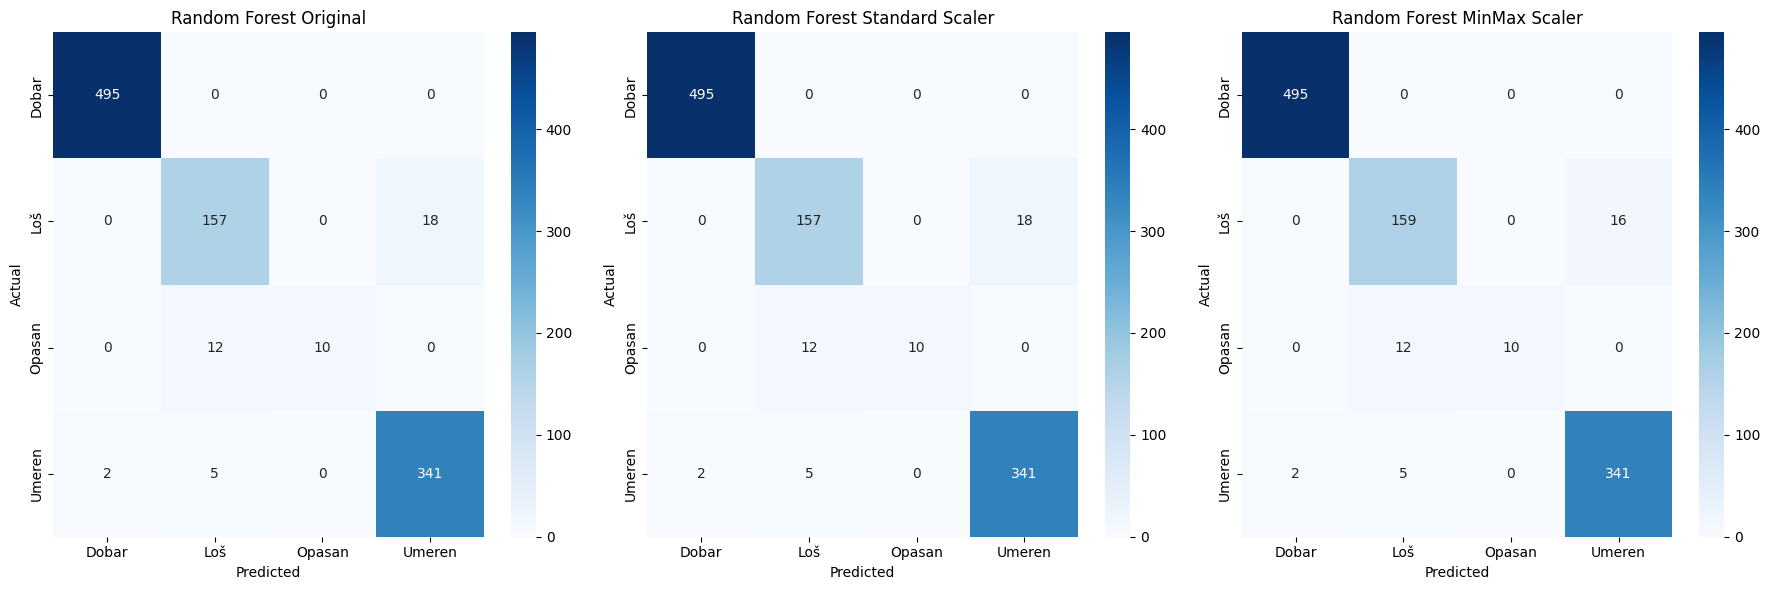 Random Forest Original
Dobar
Loš
Opasan
Umeren
Actual
495 0 0 0
0 157 0 18
0 12 10 0
2 5 0 341
Dobar Loš Opasan Umeren
Predicted
400
300
200
100
0
Random Forest Standard Scaler
Dobar
Loš
Opasan
Umeren
Actual
495 0 0 0
0 157 0 18
0 12 10 0
2 5 0 341
Dobar Loš Opasan Umeren
Predicted
400
300
200
100
0
Random Forest MinMax Scaler
Dobar
Loš
Opasan
Umeren
Actual
495 0 0 0
0 159 0 16
0 12 10 0
2 5 0 341
Dobar Loš Opasan Umeren
Predicted
400
300
200
100
0